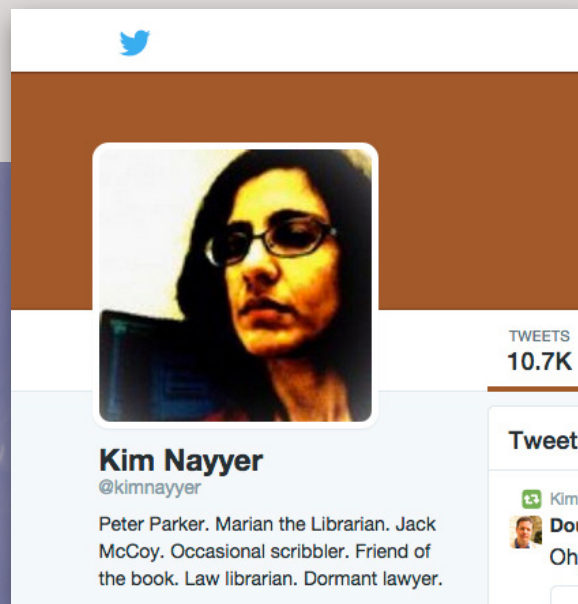 TWEETS
10.7K
Kim Nayyer
@kimnayyer
Peter Parker. Marian the Librarian. Jack
McCoy. Occasional scribbler. Friend of
the book. Law librarian. Dormant lawyer.
Tweet
Kim
Oh